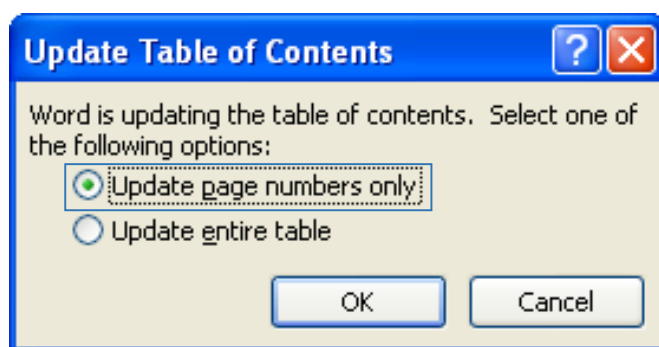 Update Table of Contents
Word is updating the table of contents.  Select one of
the following options:
Update page numbers only
Update entire table
OK
Cancel